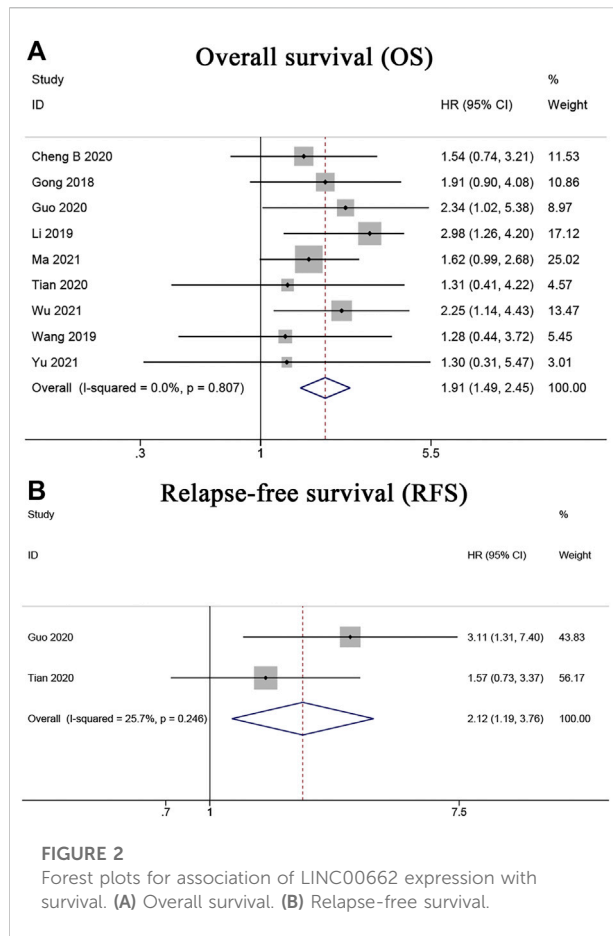 A
Overall survival (OS)
Study
%
ID
HR (95% CI)
Weight
Cheng B 2020
1.54 (0.74, 3.21)
11.53
Gong 2018
1.91 (0.90, 4.08)
10.86
Guo 2020
2.34 (1.02, 5.38)
8.97
Li 2019
2.98 (1.26, 4.20)
17.12
Ma 2021
1.62 (0.99, 2.68)
25.02
Tian 2020
1.31 (0.41, 4.22)
4.57
Wu 2021
2.25 (1.14, 4.43)
13.47
Wang 2019
1.28 (0.44, 3.72)
5.45
Yu 2021
1.30 (0.31, 5.47)
3.01
Overall (I-squared = 0.0%, p = 0.807)
1.91 (1.49, 2.45)
100.00
.3
1
5.5
B
Relapse-free survival (RFS)
Study
%
ID
HR (95% CI)
Weight
Guo 2020
3.11 (1.31, 7.40)
43.83
Tian 2020
1.57 (0.73, 3.37)
56.17
Overall (I-squared = 25.7%, p = 0.246)
2.12 (1.19, 3.76)
100.00
.7
1
7.5
FIGURE 2
Forest plots for association of LINC00662 expression with
survival. (A) Overall survival. (B) Relapse-free survival.